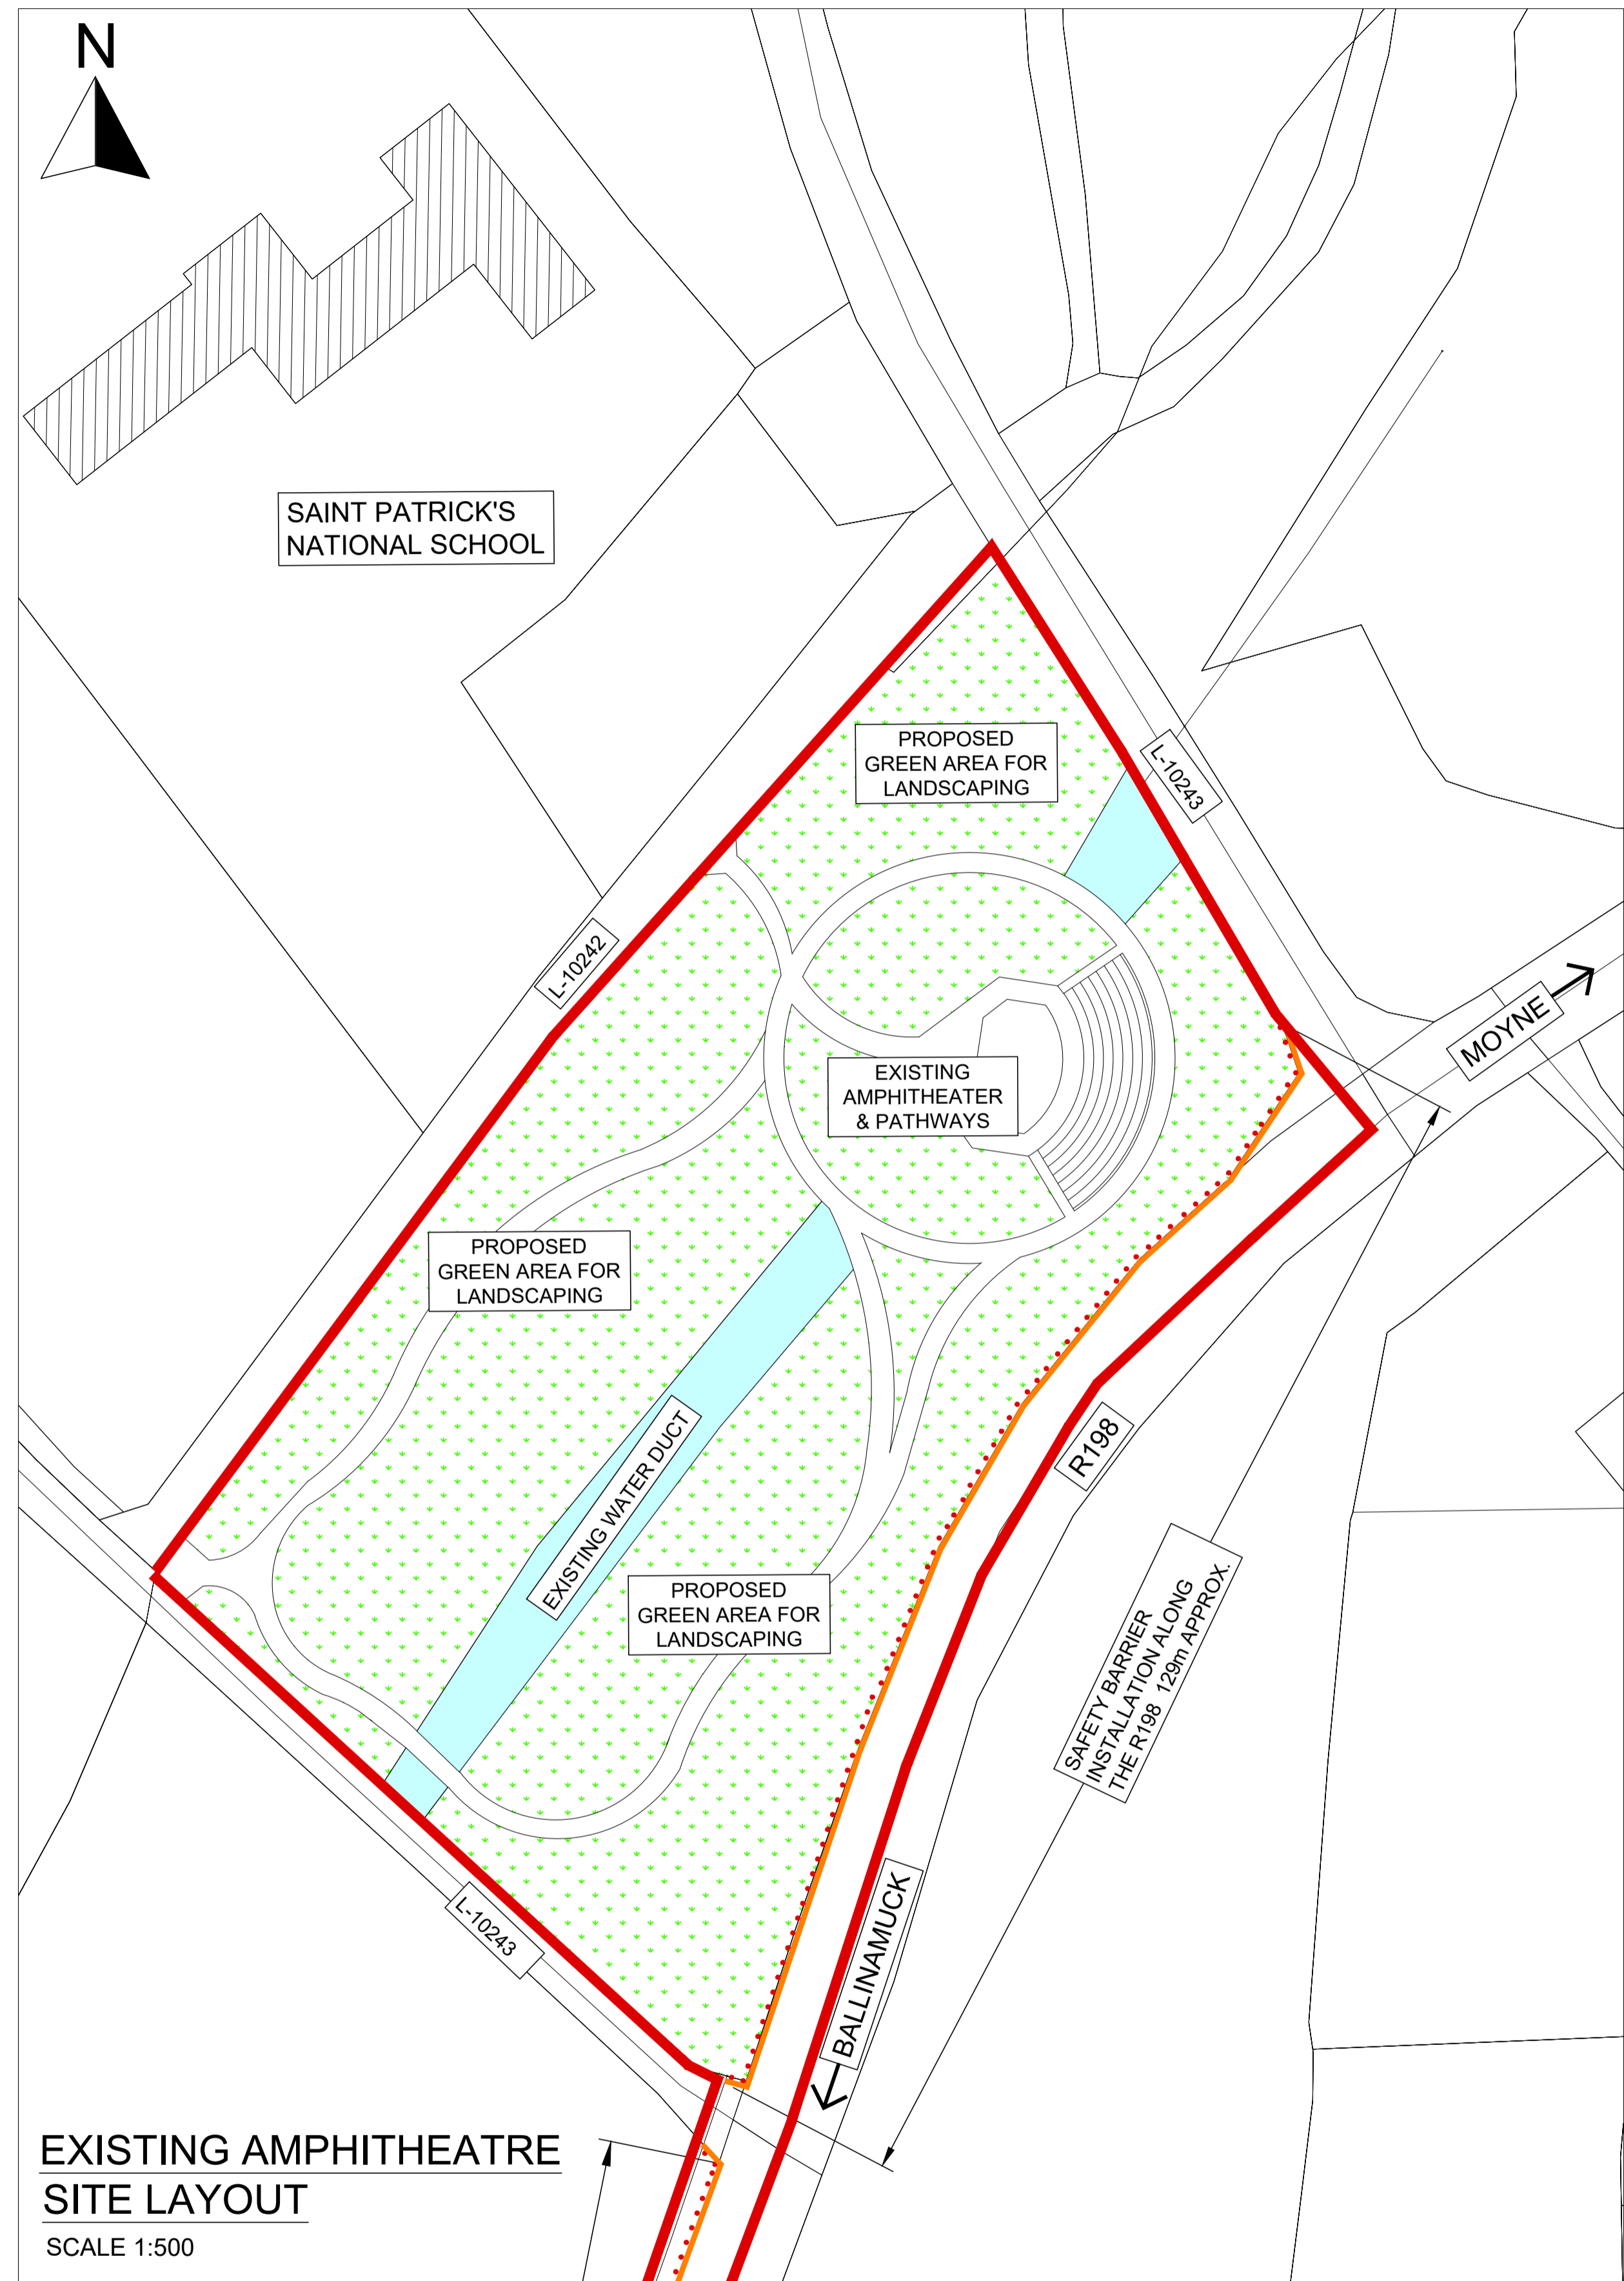 N
SAINT PATRICK'S
NATIONAL SCHOOL
PROPOSED
GREEN AREA FOR
LANDSCAPING
L-10243
L-10242
MOYNE
EXISTING
AMPHITHEATER
& PATHWAYS
PROPOSED
GREEN AREA FOR
LANDSCAPING
EXISTING WATER DUCT
R198
PROPOSED
GREEN AREA FOR
LANDSCAPING
SAFETY BARRIER
INSTALLATION ALONG
THE R198 129m APPROX.
L-10243
BALLINAMUCK
EXISTING AMPHITHEATRE
SITE LAYOUT
SCALE 1:500